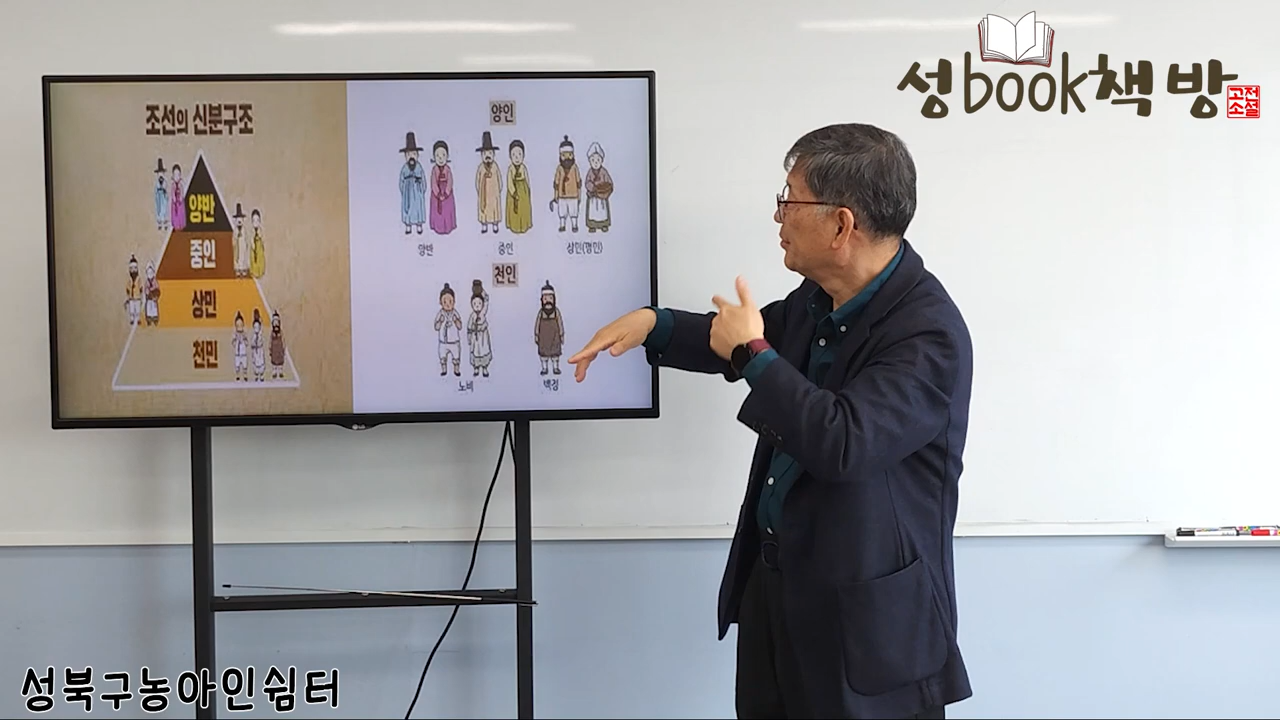 성book책방
고전
소설
조선의 신분구조
양반
중인
상민
천민
양인
양반
중인
상인(평인)
천인
노비
백정
성북구농아인쉼터